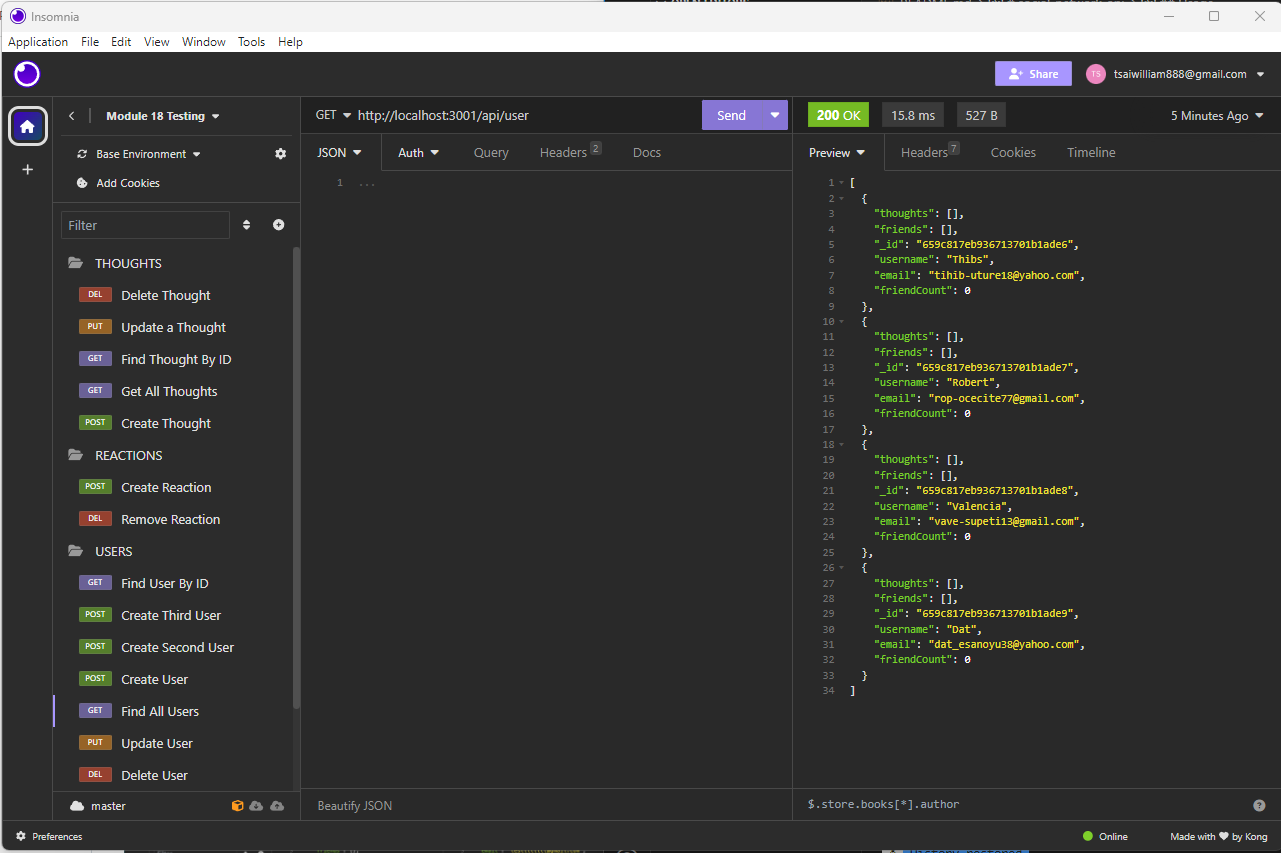 Insomnia
Application File Edit View Window Tools Help
Share
TS
tsaiwilliam888@gmail.com
Module 18 Testing
GET http://localhost:3001/api/user
Send
200 OK
15.8 ms
527 B
5 Minutes Ago
Base Environment
Add Cookies
JSON Auth Query Headers 2 Docs
Preview Headers 7 Cookies Timeline
1 ...
Filter
THOUGHTS
DEL Delete Thought
PUT Update a Thought
GET Find Thought By ID
GET Get All Thoughts
POST Create Thought
REACTIONS
POST Create Reaction
DEL Remove Reaction
USERS
GET Find User By ID
POST Create Third User
POST Create Second User
POST Create User
GET Find All Users
PUT Update User
DEL Delete User
1 [
2 {
3 "thoughts": [],
4 "friends": [],
5 "_id": "659c817eb936713701b1ade6",
6 "username": "Thibs",
7 "email": "tihib-uture18@yahoo.com",
8 "friendCount": 0
9 },
10 {
11 "thoughts": [],
12 "friends": [],
13 "_id": "659c817eb936713701b1ade7",
14 "username": "Robert",
15 "email": "rop-ocecite77@gmail.com",
16 "friendCount": 0
17 },
18 {
19 "thoughts": [],
20 "friends": [],
21 "_id": "659c817eb936713701b1ade8",
22 "username": "Valencia",
23 "email": "vave-supeti13@gmail.com",
24 "friendCount": 0
25 },
26 {
27 "thoughts": [],
28 "friends": [],
29 "_id": "659c817eb936713701b1ade9",
30 "username": "Dat",
31 "email": "dat_esanoyu38@yahoo.com",
32 "friendCount": 0
33 }
34 ]
master
Beautify JSON
$.store.books[*].author
Preferences
Online
Made with ♥ by Kong